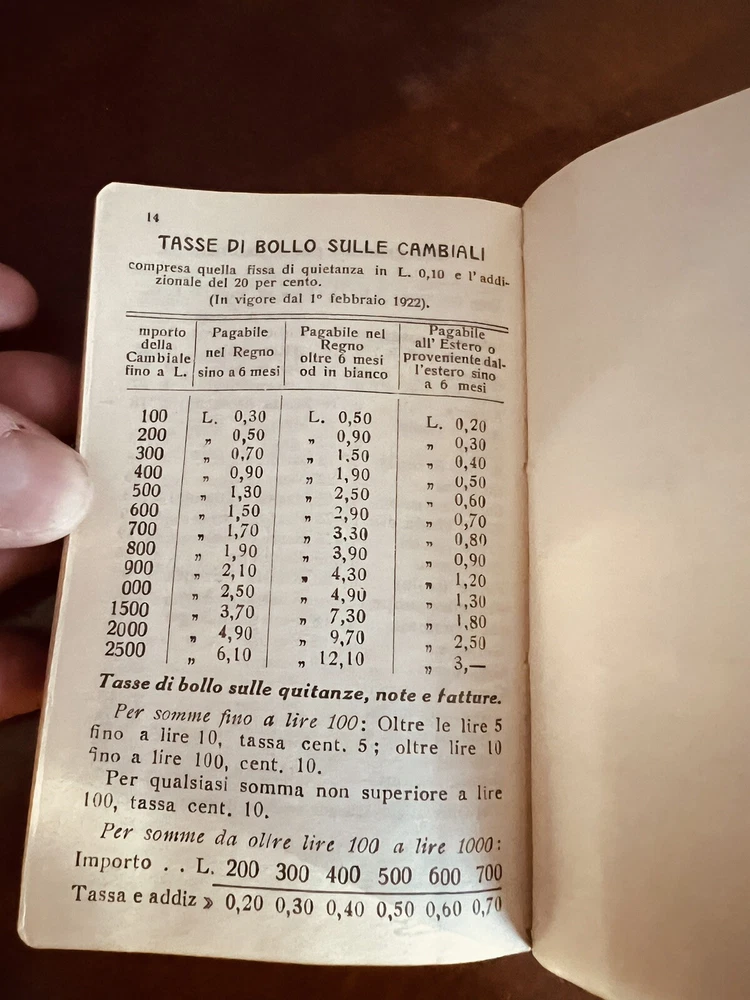 14
TASSE DI BOLLO SULLE CAMBIALI
compresa quella fissa di quietanza in L. 0,10 e l'addi-
zionale del 20 per cento.
(In vigore dal 1º febbraio 1922).
mporto della Cambiale fino a L. Pagabile nel Regno sino a 6 mesi Pagabile nel Regno oltre 6 mesi od in bianco Pagabile all' Estero o proveniente dal- l'estero sino a 6 mesi
100 L. 0,30 L. 0,50 L. 0,20
200 „ 0,50 „ 0,90 „ 0,30
300 „ 0,70 „ 1,50 „ 0,40
400 „ 0,90 „ 1,90 „ 0,50
500 „ 1,30 „ 2,50 „ 0,60
600 „ 1,50 „ 2,90 „ 0,70
700 „ 1,70 „ 3,30 „ 0,80
800 „ 1,90 „ 3,90 „ 0,90
900 „ 2,10 „ 4,30 „ 1,20
000 „ 2,50 „ 4,90 „ 1,30
1500 „ 3,70 „ 7,30 „ 1,80
2000 „ 4,90 „ 9,70 „ 2,50
2500 „ 6,10 „ 12,10 „ 3,—
Tasse di bollo sulle quitanze, note e fatture.
Per somme fino a lire 100: Oltre le lire 5
fino a lire 10, tassa cent. 5; oltre lire 10
fino a lire 100, cent. 10.
Per qualsiasi somma non superiore a lire
100, tassa cent. 10.
Per somme da oltre lire 100 a lire 1000:
Importo . . L. 200 300 400 500 600 700
Tassa e addiz » 0,20 0,30 0,40 0,50 0,60 0,70